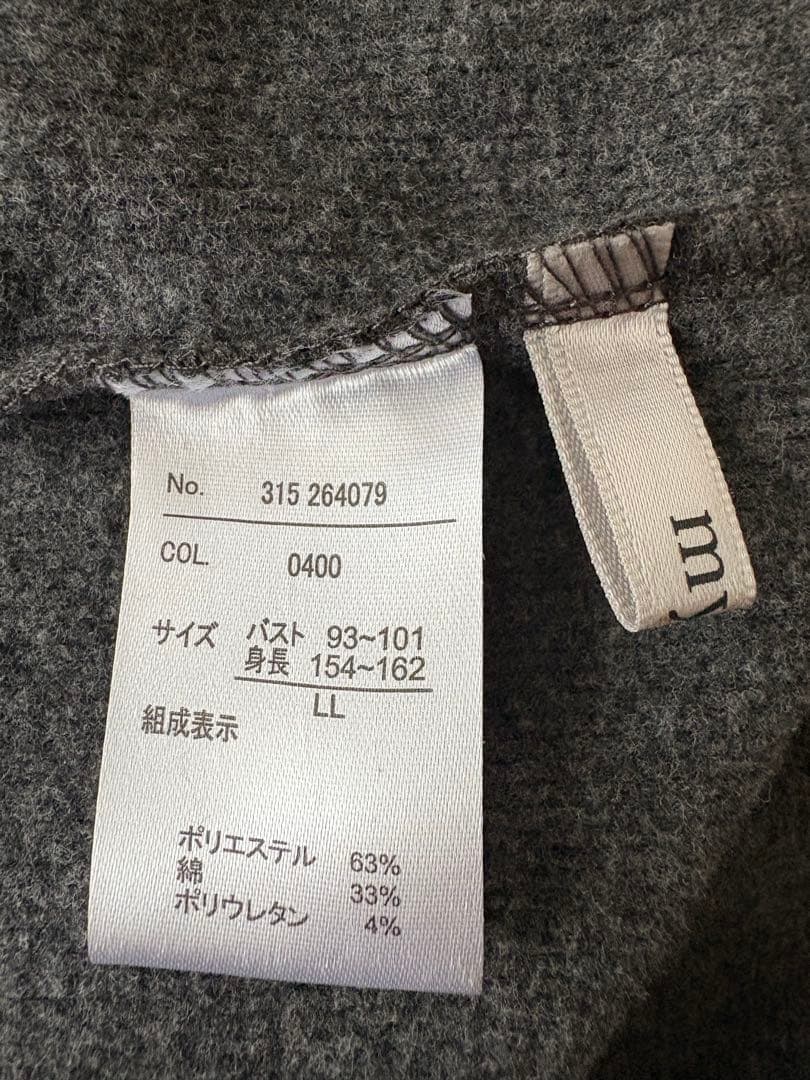 No. 315 264079
COL. 0400
サイズ バスト 93~101
身長 154~162
LL
組成表示
ポリエステル 63%
綿 33%
ポリウレタン 4%
my